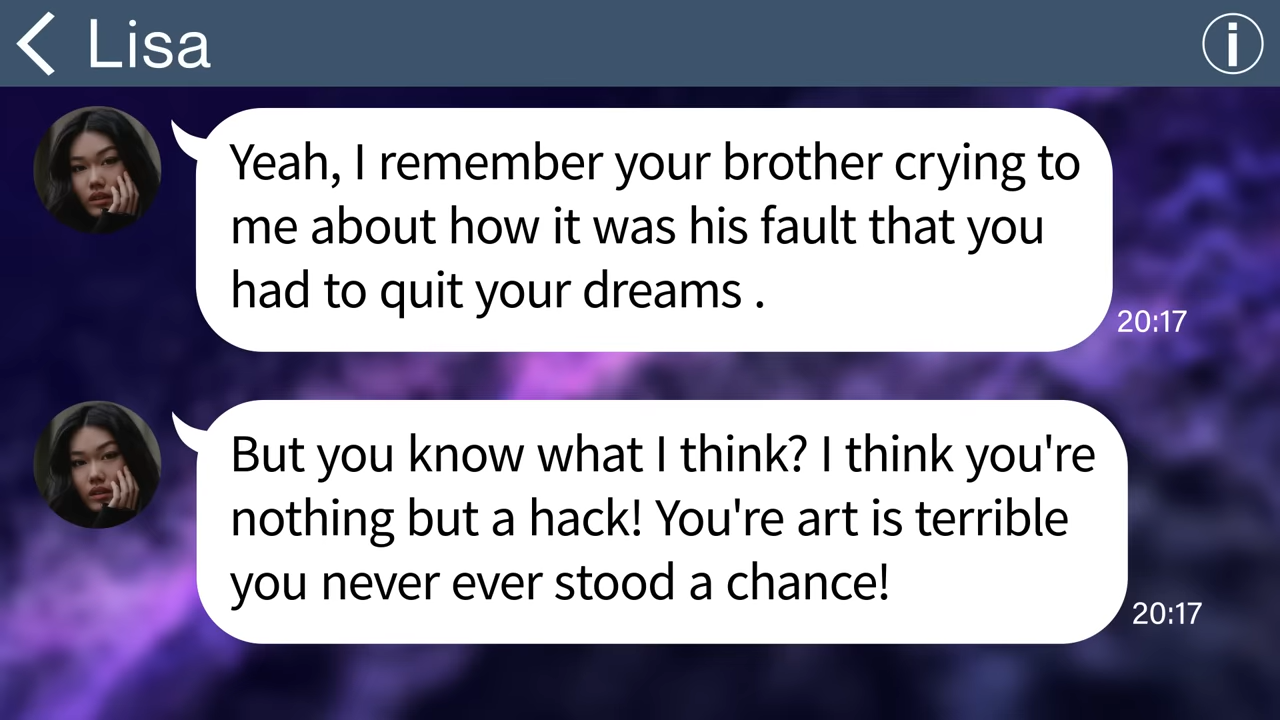 Lisa
Yeah, I remember your brother crying to
me about how it was his fault that you
had to quit your dreams .
20:17
But you know what I think? I think you're
nothing but a hack! You're art is terrible
you never ever stood a chance!
20:17